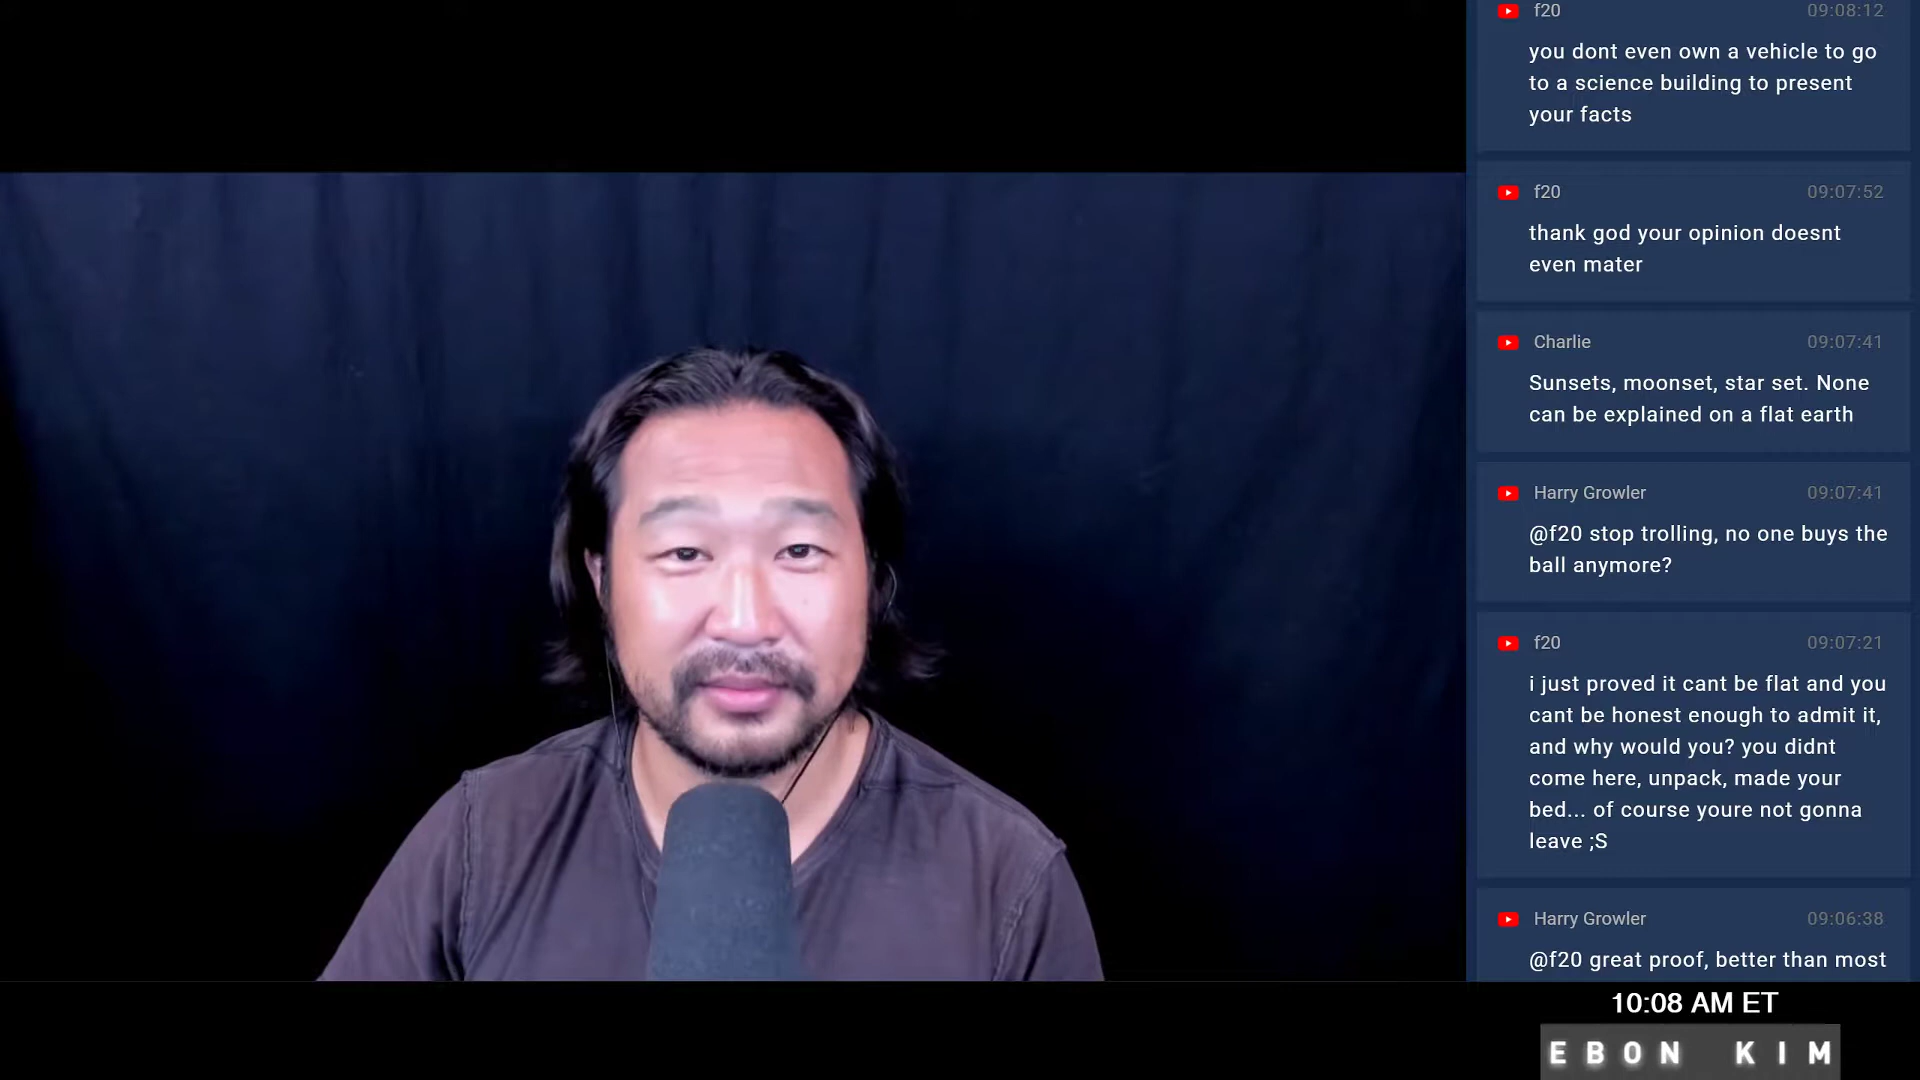 f20 09:08:12
you dont even own a vehicle to go
to a science building to present
your facts
f20 09:07:52
thank god your opinion doesnt
even mater
Charlie 09:07:41
Sunsets, moonset, star set. None
can be explained on a flat earth
Harry Growler 09:07:41
@f20 stop trolling, no one buys the
ball anymore?
f20 09:07:21
i just proved it cant be flat and you
cant be honest enough to admit it,
and why would you? you didnt
come here, unpack, made your
bed... of course youre not gonna
leave ;S
Harry Growler 09:06:38
@f20 great proof, better than most
10:08 AM ET
EBON KIM